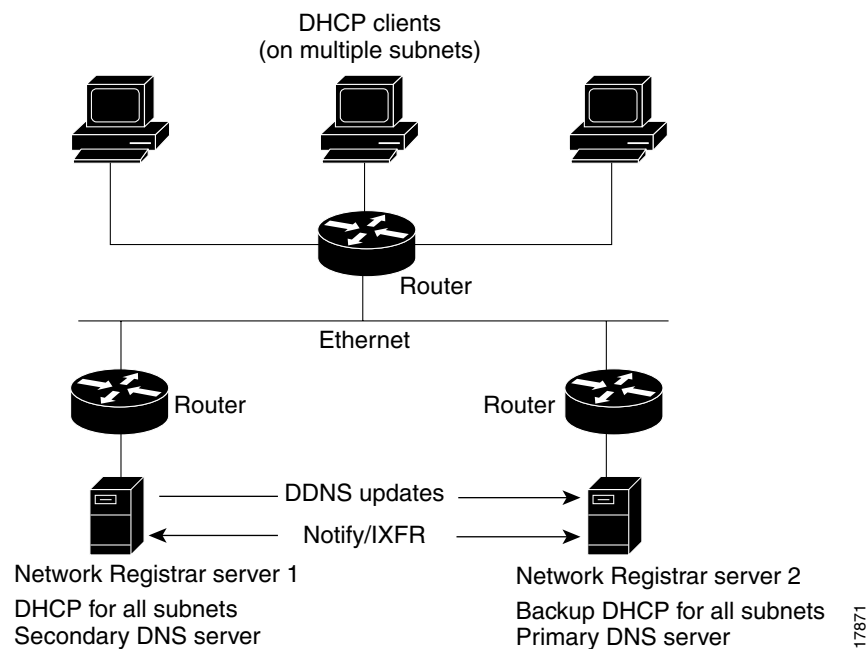 DHCP clients
(on multiple subnets)
Router
Ethernet
Router
Router
DDNS updates
Notify/IXFR
Network Registrar server 1
DHCP for all subnets
Secondary DNS server
Network Registrar server 2
Backup DHCP for all subnets
Primary DNS server
17871